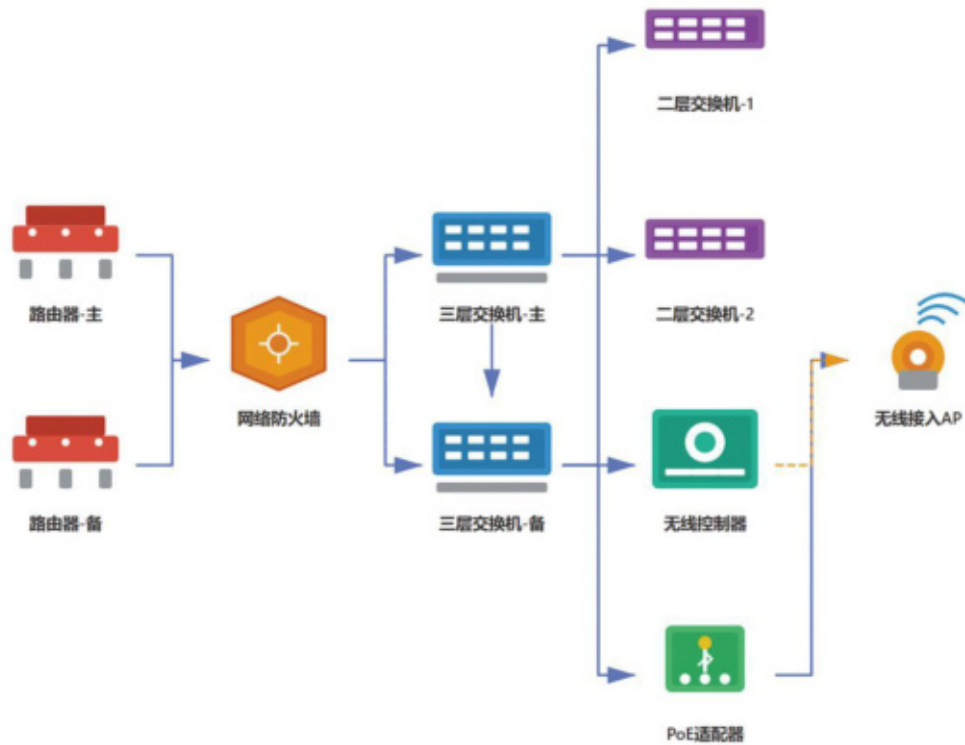 二层交换机-1
路由器-主
三层交换机-主
二层交换机-2
网络防火墙
无线接入AP
路由器-备
三层交换机-备
无线控制器
PoE适配器